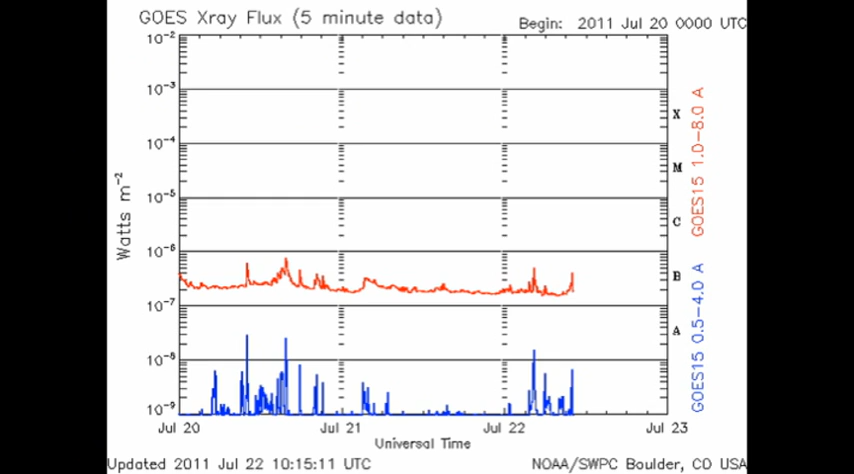 GOES Xray Flux (5 minute data)
Begin: 2011 Jul 20 0000 UTC
10⁻²
10⁻³
10⁻⁴
10⁻⁵
10⁻⁶
10⁻⁷
10⁻⁸
10⁻⁹
Watts m⁻²
X
M
C
B
A
GOES15 1.0-8.0 A
GOES15 0.5-4.0 A
Jul 20
Jul 21
Jul 22
Jul 23
Universal Time
Updated 2011 Jul 22 10:15:11 UTC
NOAA/SWPC Boulder, CO USA